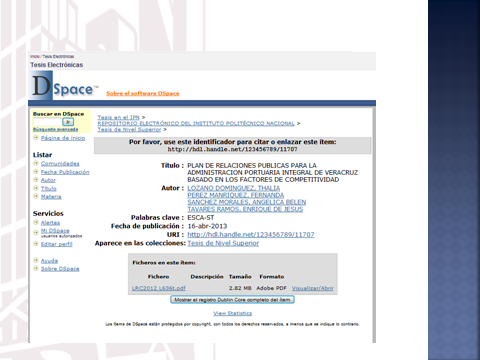 Inicio / Tesis Electrónicas
Tesis Electrónicas
DSpace™
Sobre el software DSpace
Buscar en DSpace
Búsqueda avanzada
Página de inicio
Listar
Comunidades
Fecha Publicación
Autor
Título
Materia
Servicios
Alertas
Mi DSpace
usuarios autorizados
Editar perfil
Ayuda
Sobre DSpace
Tesis en el IPN >
REPOSITORIO ELECTRÓNICO DEL INSTITUTO POLITÉCNICO NACIONAL >
Tesis de Nivel Superior >
Por favor, use este identificador para citar o enlazar este ítem:
http://hdl.handle.net/123456789/11707
Título : PLAN DE RELACIONES PUBLICAS PARA LA
ADMINISTRACION PORTUARIA INTEGRAL DE VERACRUZ
BASADO EN LOS FACTORES DE COMPETITIVIDAD
Autor : LOZANO DOMINGUEZ, THALIA
PEREZ MANRIQUEZ, FERNANDA
SANCHEZ MORALES, ANGELICA BELEN
TAVARES RAMOS, ENRIQUE DE JESUS
Palabras clave : ESCA-ST
Fecha de publicación : 16-abr-2013
URI : http://hdl.handle.net/123456789/11707
Aparece en las colecciones: Tesis de Nivel Superior
Ficheros en este ítem:
Fichero Descripción Tamaño Formato
LRC2012 L636t.pdf 2.82 MB Adobe PDF Visualizar/Abrir
Mostrar el registro Dublin Core completo del ítem
View Statistics
Los ítems de DSpace están protegidos por copyright, con todos los derechos reservados, a menos que se indique lo contrario.